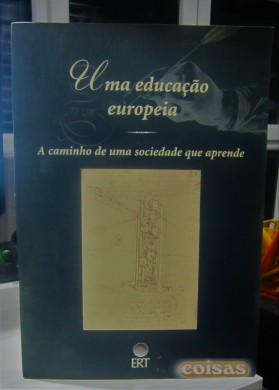 Uma educação
europeia
A caminho de uma sociedade que aprende
ERT
coisas